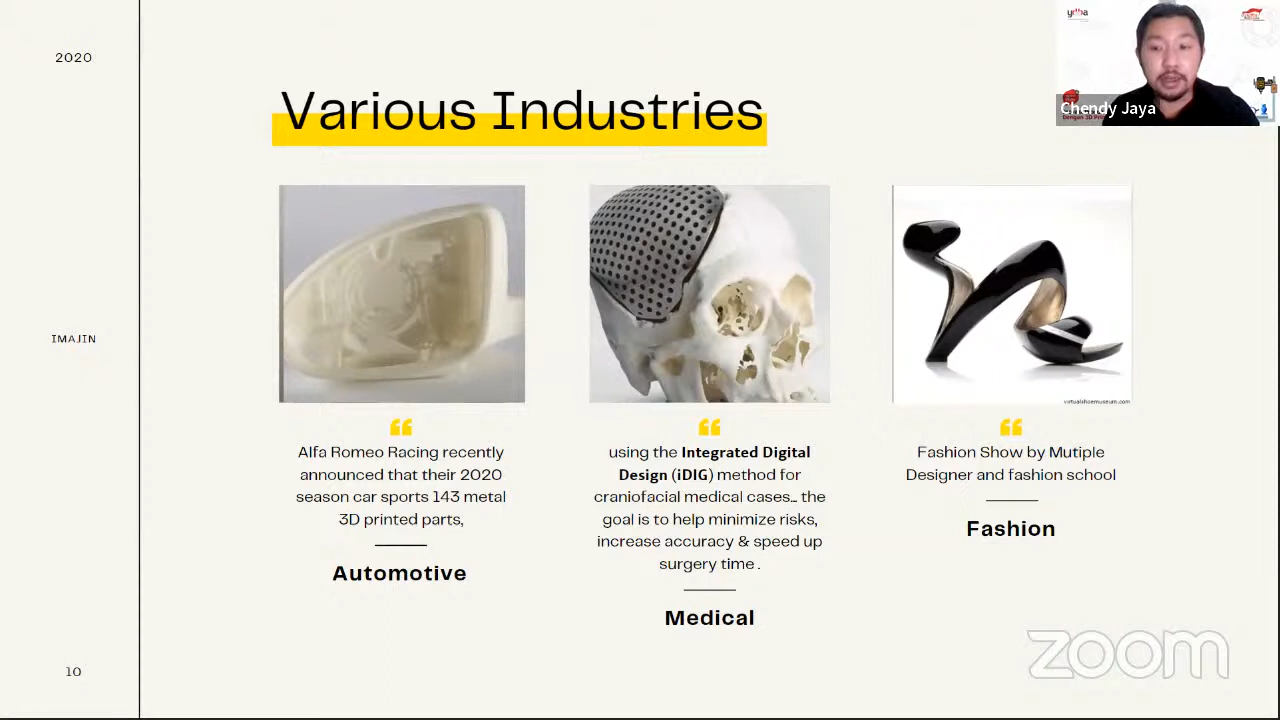 2020
Various Industries
Chendy Jaya
IMAJIN
virtualshoemuseum.com
Alfa Romeo Racing recently
announced that their 2020
season car sports 143 metal
3D printed parts,
Automotive
using the Integrated Digital
Design (iDIG) method for
craniofacial medical cases... the
goal is to help minimize risks,
increase accuracy & speed up
surgery time .
Medical
Fashion Show by Mutiple
Designer and fashion school
Fashion
10
zoom